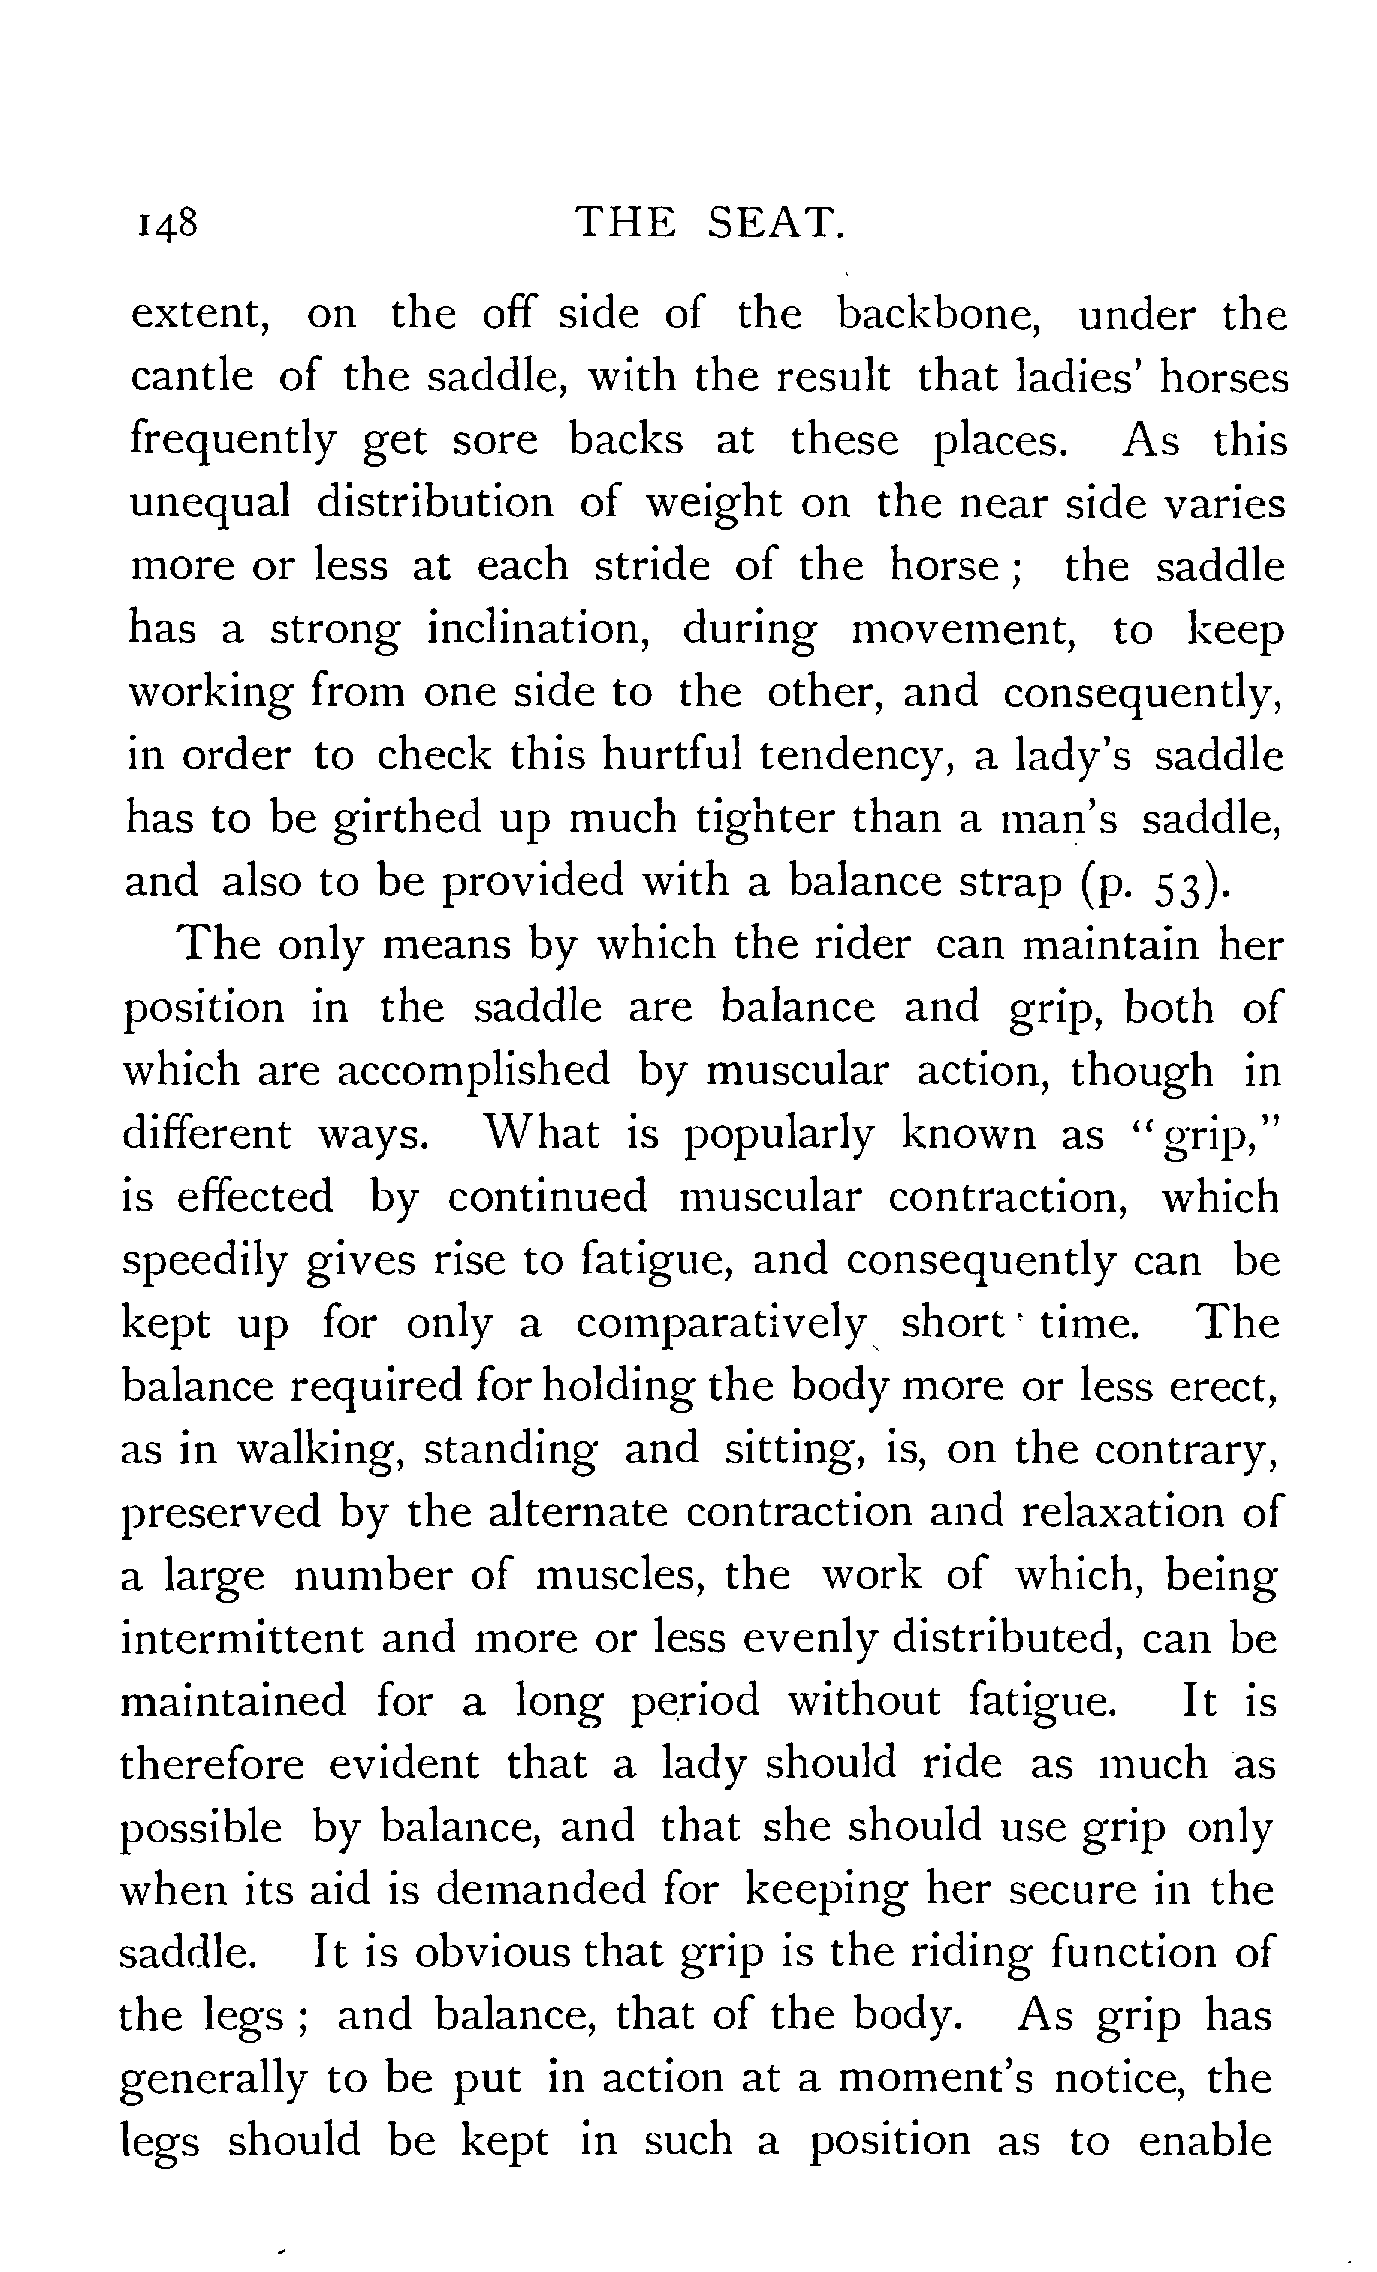 148 THE SEAT.
extent, on the off side of the backbone, under the
cantle of the saddle, with the result that ladies' horses
frequently get sore backs at these places. As this
unequal distribution of weight on the near side varies
more or less at each stride of the horse ; the saddle
has a strong inclination, during movement, to keep
working from one side to the other, and consequently,
in order to check this hurtful tendency, a lady's saddle
has to be girthed up much tighter than a man's saddle,
and also to be provided with a balance strap (p. 53).
The only means by which the rider can maintain her
position in the saddle are balance and grip, both of
which are accomplished by muscular action, though in
different ways. What is popularly known as "grip,"
is effected by continued muscular contraction, which
speedily gives rise to fatigue, and consequently can be
kept up for only a comparatively short time. The
balance required for holding the body more or less erect,
as in walking, standing and sitting, is, on the contrary,
preserved by the alternate contraction and relaxation of
a large number of muscles, the work of which, being
intermittent and more or less evenly distributed, can be
maintained for a long period without fatigue. It is
therefore evident that a lady should ride as much as
possible by balance, and that she should use grip only
when its aid is demanded for keeping her secure in the
saddle. It is obvious that grip is the riding function of
the legs ; and balance, that of the body. As grip has
generally to be put in action at a moment's notice, the
legs should be kept in such a position as to enable